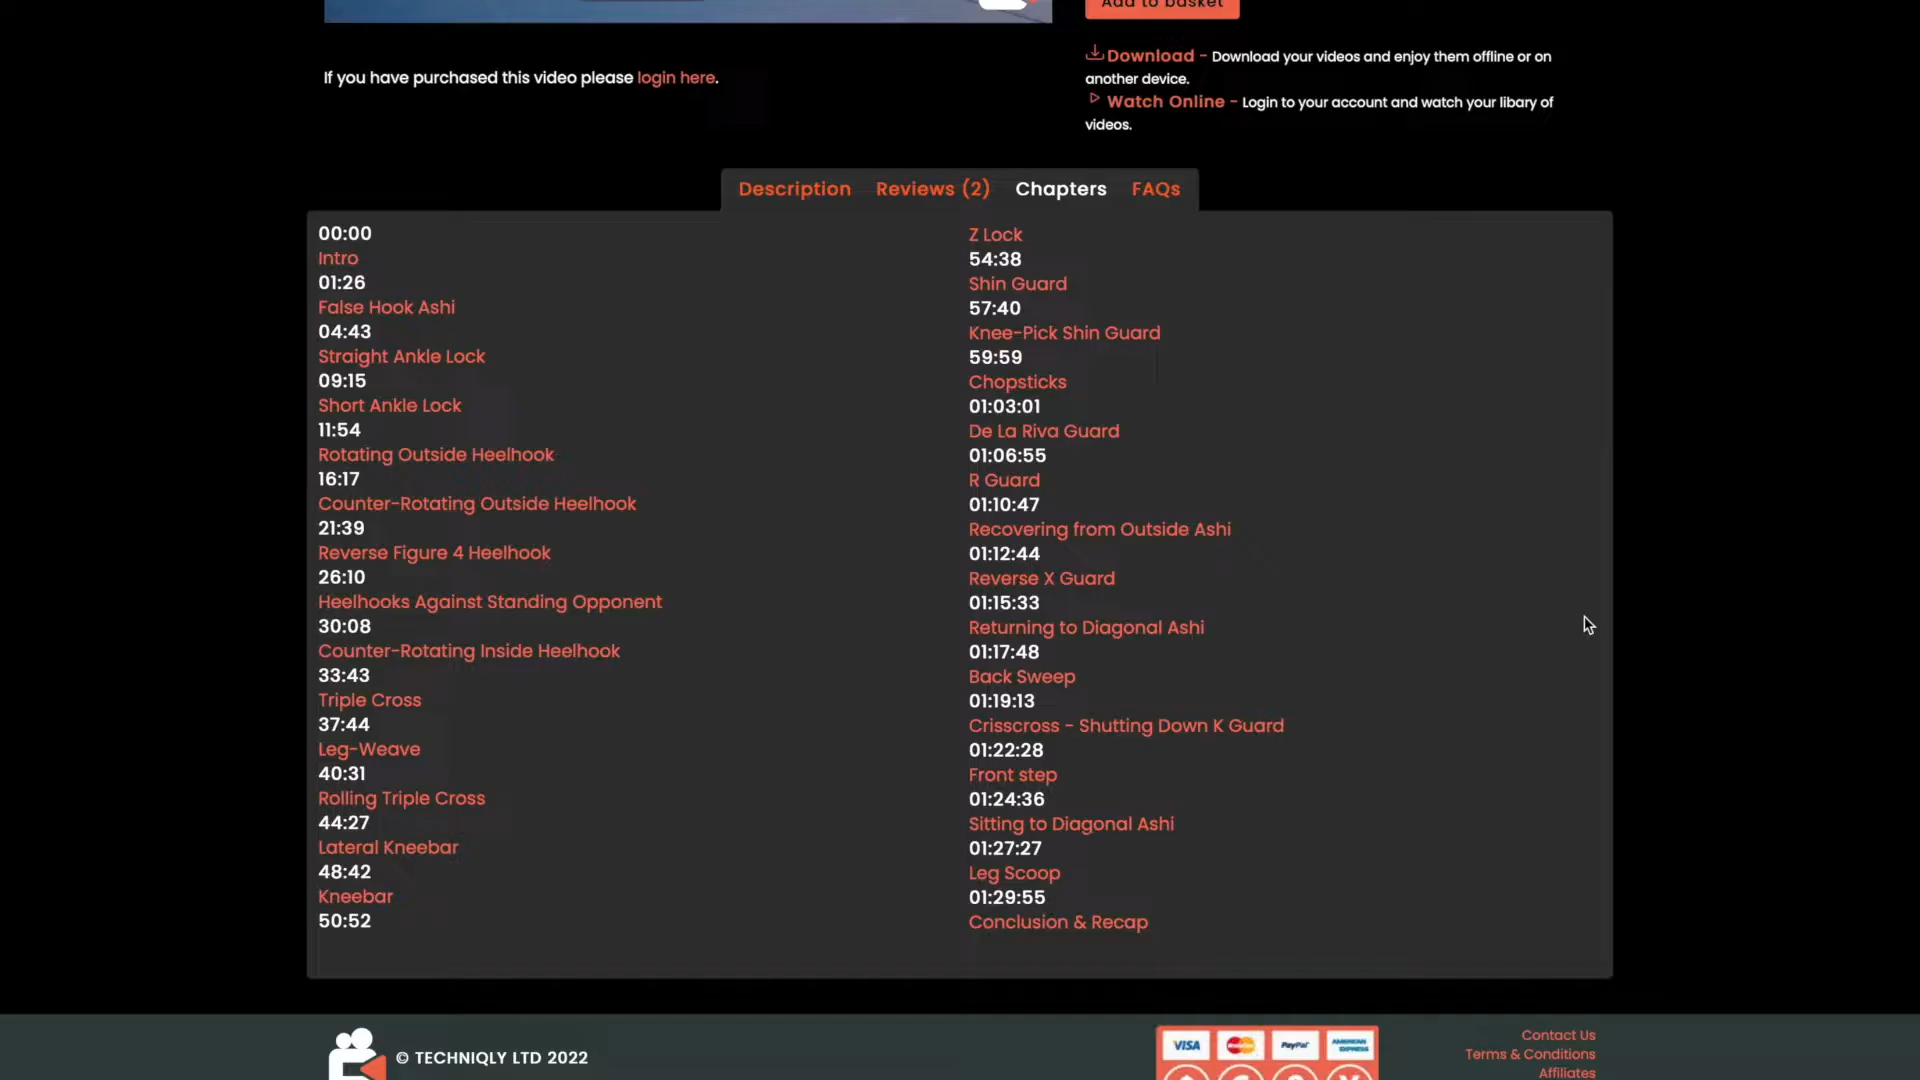 Add to basket
If you have purchased this video please login here.
Download - Download your videos and enjoy them offline or on
another device.
Watch Online - Login to your account and watch your libary of
videos.
Description Reviews (2) Chapters FAQs
00:00
Intro
01:26
False Hook Ashi
04:43
Straight Ankle Lock
09:15
Short Ankle Lock
11:54
Rotating Outside Heelhook
16:17
Counter-Rotating Outside Heelhook
21:39
Reverse Figure 4 Heelhook
26:10
Heelhooks Against Standing Opponent
30:08
Counter-Rotating Inside Heelhook
33:43
Triple Cross
37:44
Leg-Weave
40:31
Rolling Triple Cross
44:27
Lateral Kneebar
48:42
Kneebar
50:52
Z Lock
54:38
Shin Guard
57:40
Knee-Pick Shin Guard
59:59
Chopsticks
01:03:01
De La Riva Guard
01:06:55
R Guard
01:10:47
Recovering from Outside Ashi
01:12:44
Reverse X Guard
01:15:33
Returning to Diagonal Ashi
01:17:48
Back Sweep
01:19:13
Crisscross - Shutting Down K Guard
01:22:28
Front step
01:24:36
Sitting to Diagonal Ashi
01:27:27
Leg Scoop
01:29:55
Conclusion & Recap
© TECHNIQLY LTD 2022
VISA MasterCard PayPal AMERICAN EXPRESS
Contact Us
Terms & Conditions
Affiliates